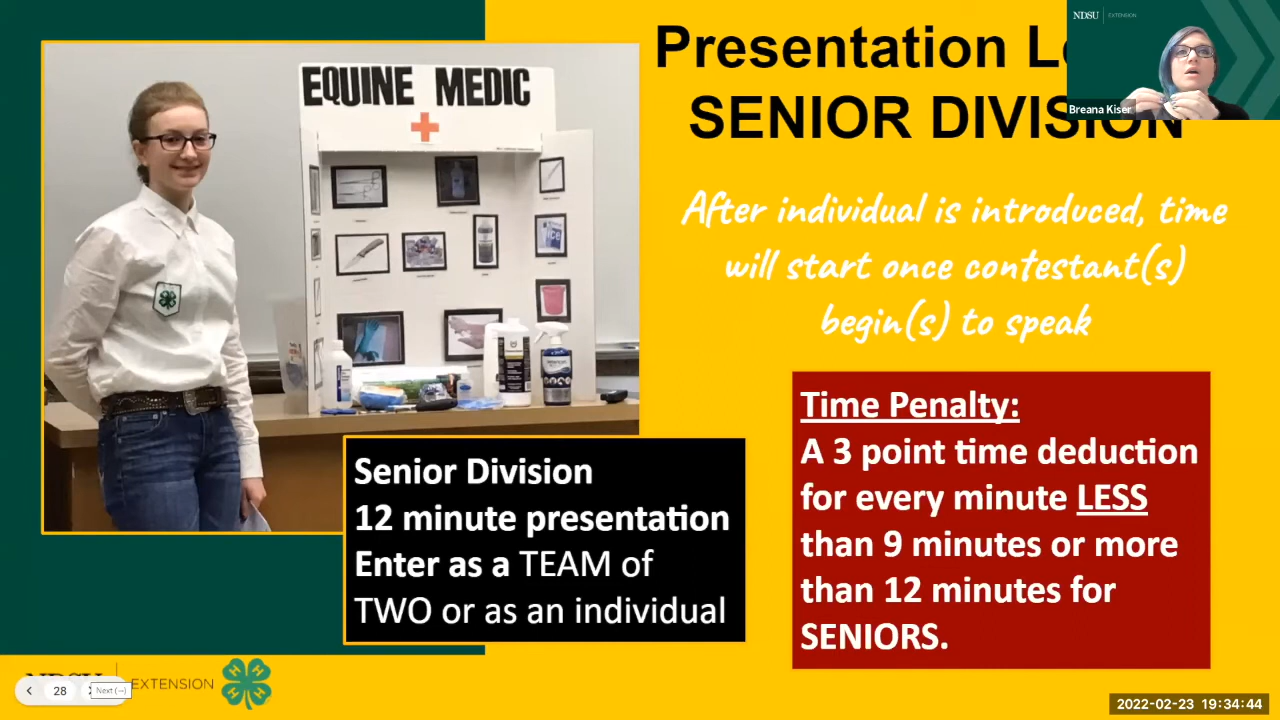 Presentation Le
SENIOR DIVISION
NDSU EXTENSION
Breana Kiser
EQUINE MEDIC
After individual is introduced, time
will start once contestant(s)
begin(s) to speak
Time Penalty:
A 3 point time deduction
for every minute LESS
than 9 minutes or more
than 12 minutes for
SENIORS.
Senior Division
12 minute presentation
Enter as a TEAM of
TWO or as an individual
NDSU EXTENSION
H H H H
28
Next (→)
2022-02-23 19:34:44